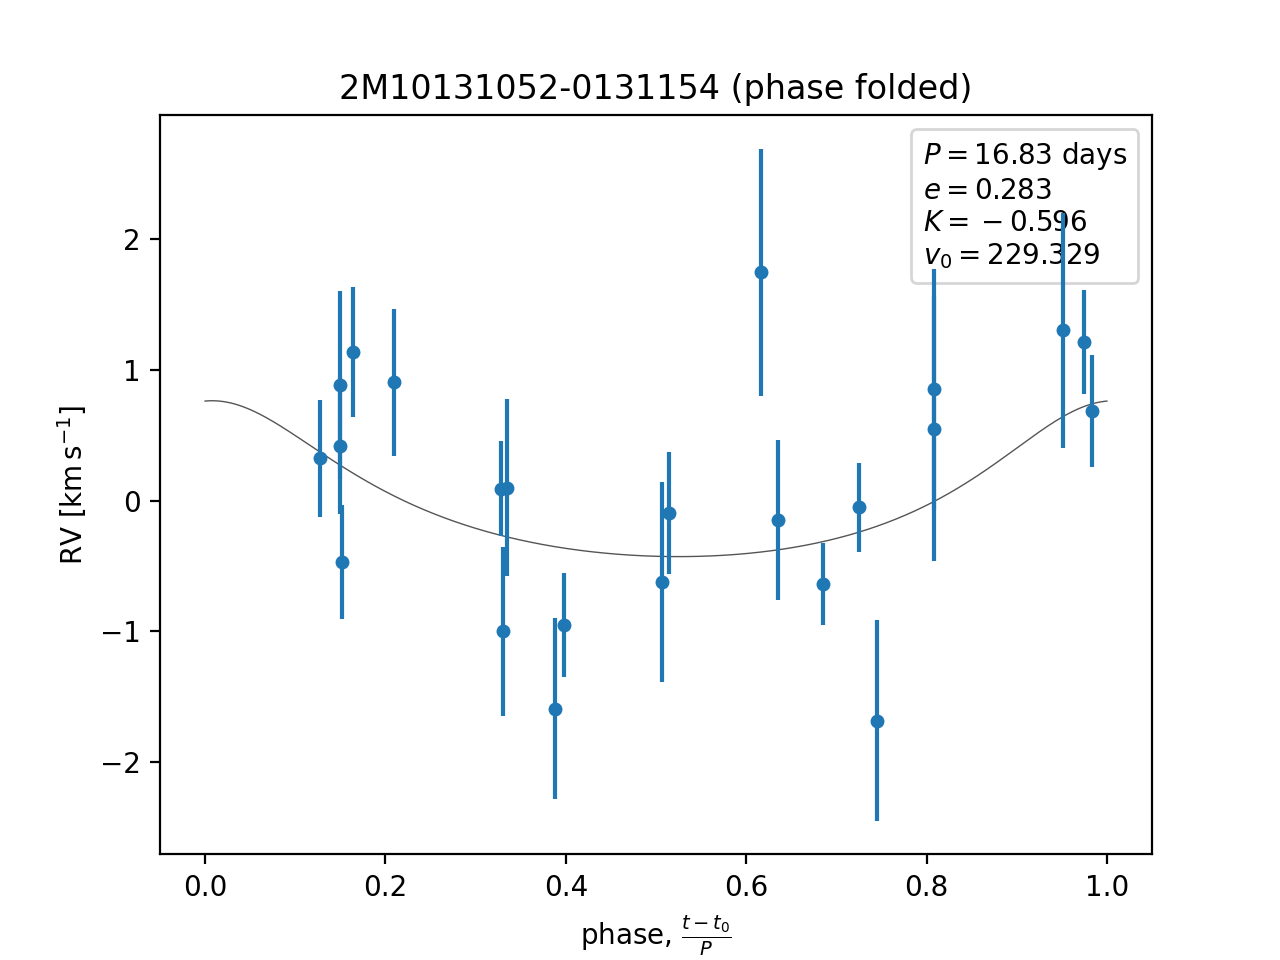 2M10131052-0131154 (phase folded)
P = 16.83 days
e = 0.283
K = −0.596
v₀ = 229.329
RV [km s⁻¹]
2
1
0
−1
−2
0.0 0.2 0.4 0.6 0.8 1.0
phase, (t − t₀)/P